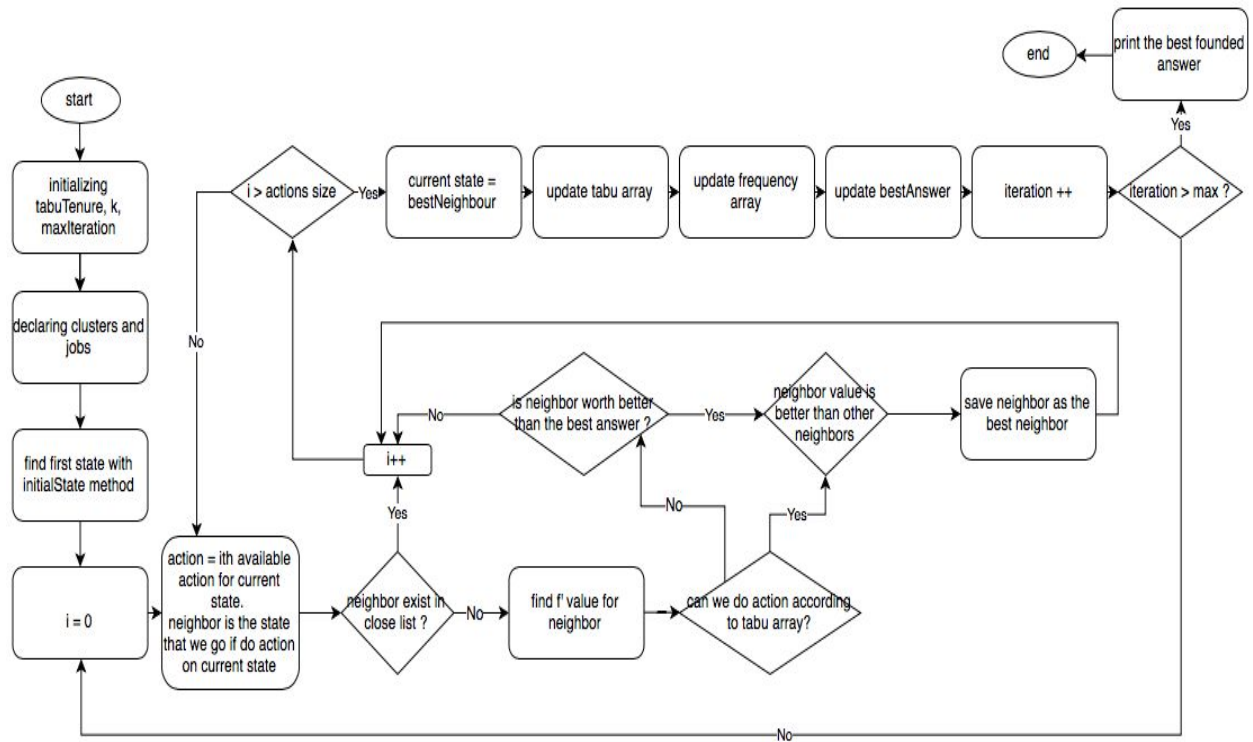 start
initializing
tabuTenure, k,
maxIteration
declaring clusters and
jobs
find first state with
initialState method
i = 0
action = ith available
action for current
state.
neighbor is the state
that we go if do action
on current state
No
i > actions size
Yes
current state =
bestNeighbour
update tabu array
update frequency
array
update bestAnswer
iteration ++
iteration > max ?
Yes
print the best founded
answer
end
i++
No
is neighbor worth better
than the best answer ?
Yes
neighbor value is
better than other
neighbors
save neighbor as the
best neighbor
Yes
neighbor exist in
close list ?
No
find f' value for
neighbor
can we do action according
to tabu array?
No
Yes
No